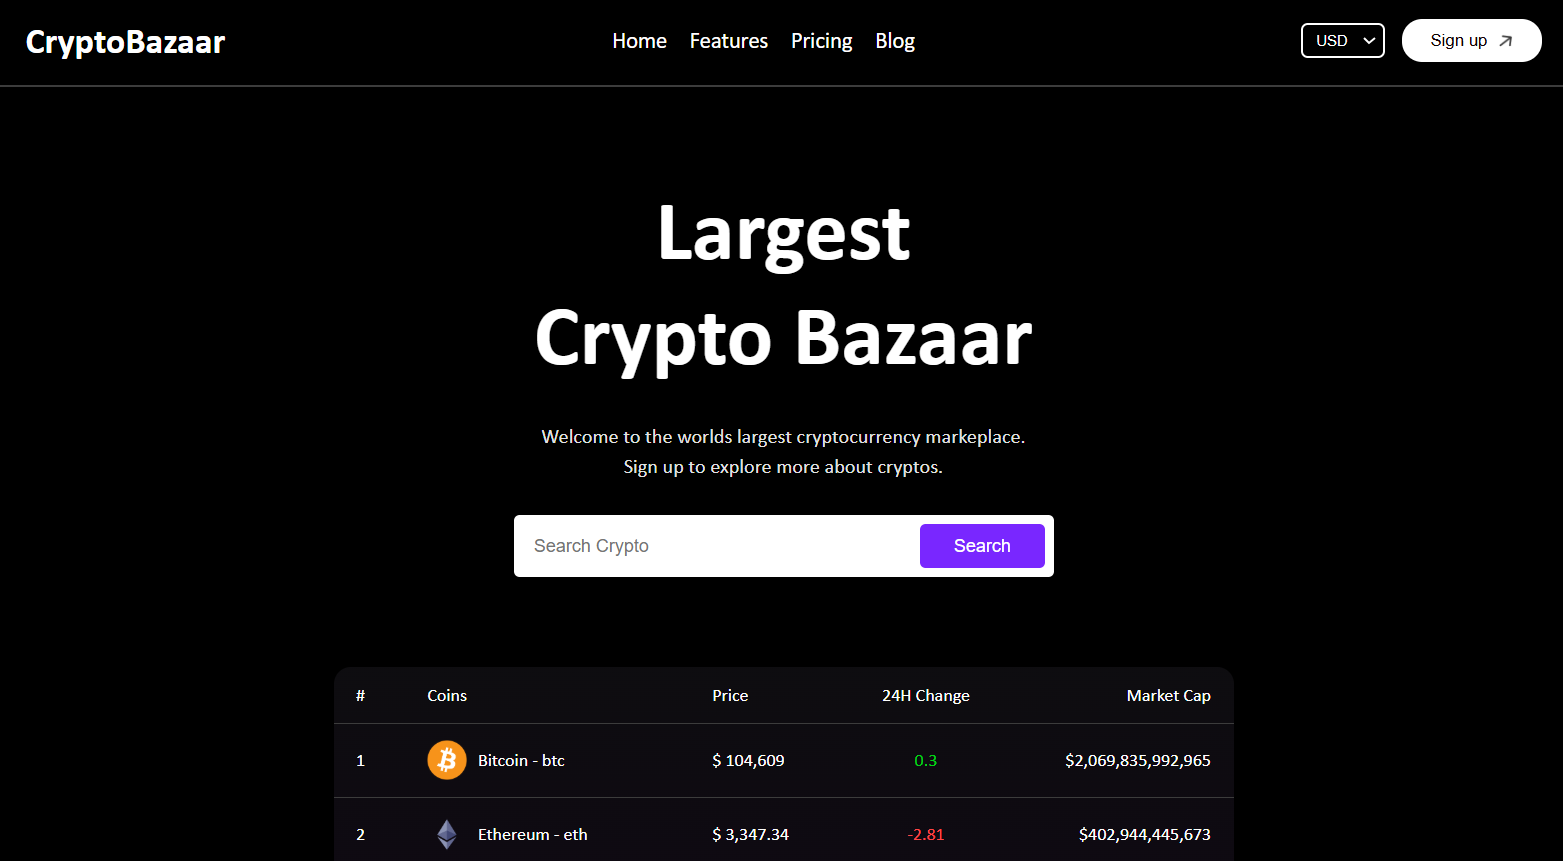 CryptoBazaar
Home Features Pricing Blog
USD
Sign up
Largest
Crypto Bazaar
Welcome to the worlds largest cryptocurrency markeplace.
Sign up to explore more about cryptos.
Search Crypto
Search
# Coins Price 24H Change Market Cap
1 Bitcoin - btc $ 104,609 0.3 $2,069,835,992,965
2 Ethereum - eth $ 3,347.34 -2.81 $402,944,445,673